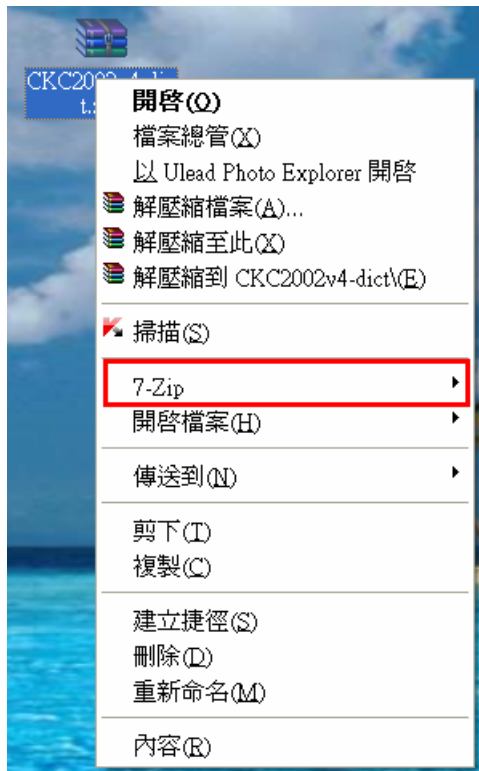 CKC20
開啓(O)
檔案總管(X)
以 Ulead Photo Explorer 開啓
解壓縮檔案(A)...
解壓縮至此(X)
解壓縮到 CKC2002v4-dict\(E)
掃描(S)
7-Zip
開啓檔案(H)
傳送到(N)
剪下(T)
複製(C)
建立捷徑(S)
刪除(D)
重新命名(M)
內容(R)